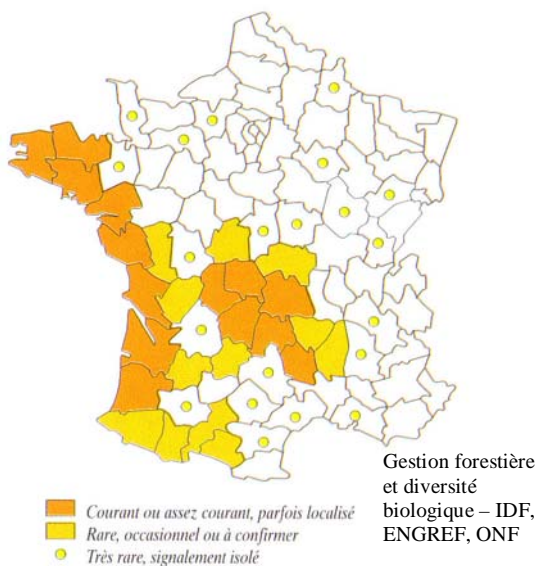 Gestion forestière
et diversité
biologique – IDF,
ENGREF, ONF
Courant ou assez courant, parfois localisé
Rare, occasionnel ou à confirmer
Très rare, signalement isolé